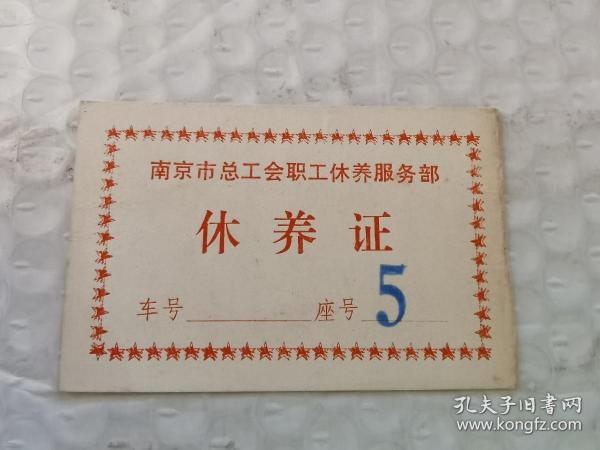 南京市总工会职工休养服务部
休养证
车号 座号 5
孔夫子旧书网
www.kongfz.com